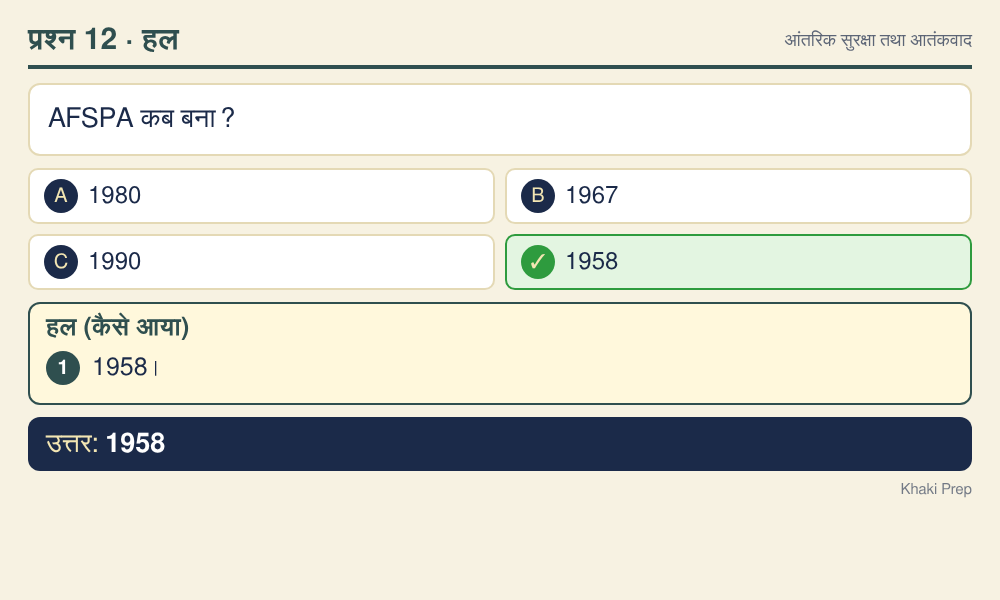 प्रश्न 12 · हल
आंतरिक सुरक्षा तथा आतंकवाद
AFSPA कब बना ?
A 1980
B 1967
C 1990
✓ 1958
हल (कैसे आया)
1 1958।
उत्तर: 1958
Khaki Prep